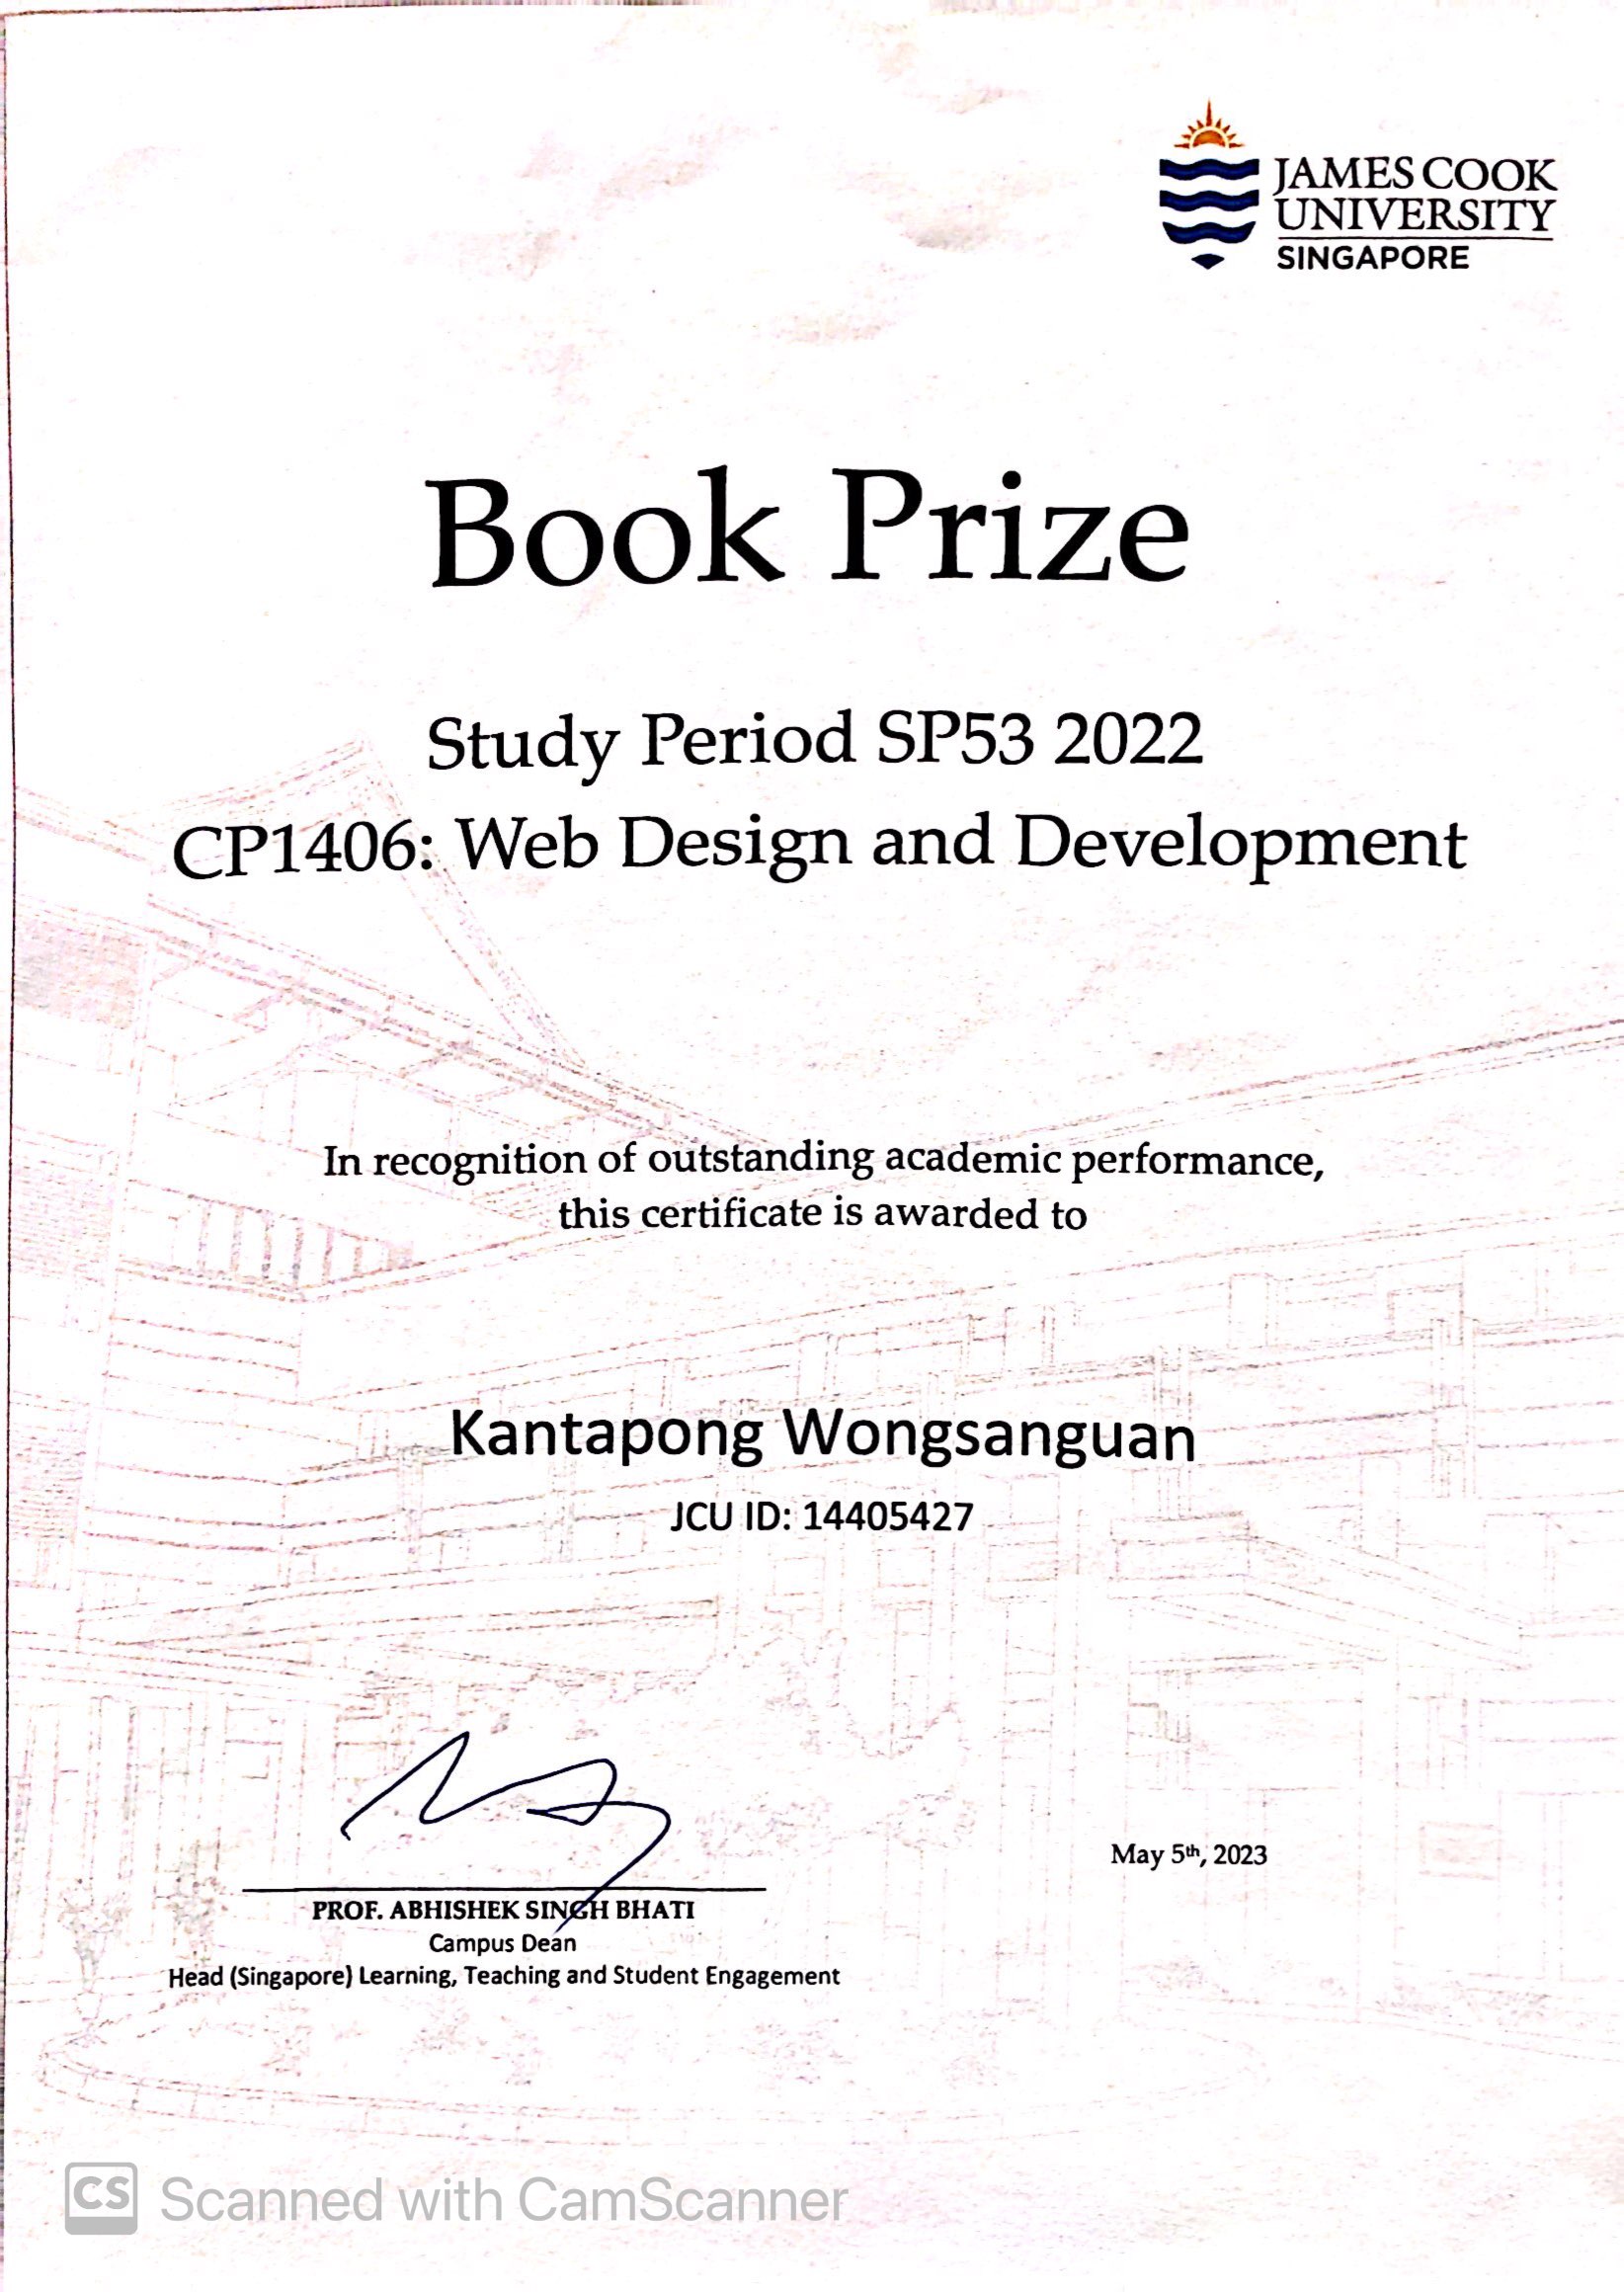 JAMES COOK
UNIVERSITY
SINGAPORE
Book Prize
Study Period SP53 2022
CP1406: Web Design and Development
In recognition of outstanding academic performance,
this certificate is awarded to
Kantapong Wongsanguan
JCU ID: 14405427
May 5th, 2023
PROF. ABHISHEK SINGH BHATI
Campus Dean
Head (Singapore) Learning, Teaching and Student Engagement
CS Scanned with CamScanner